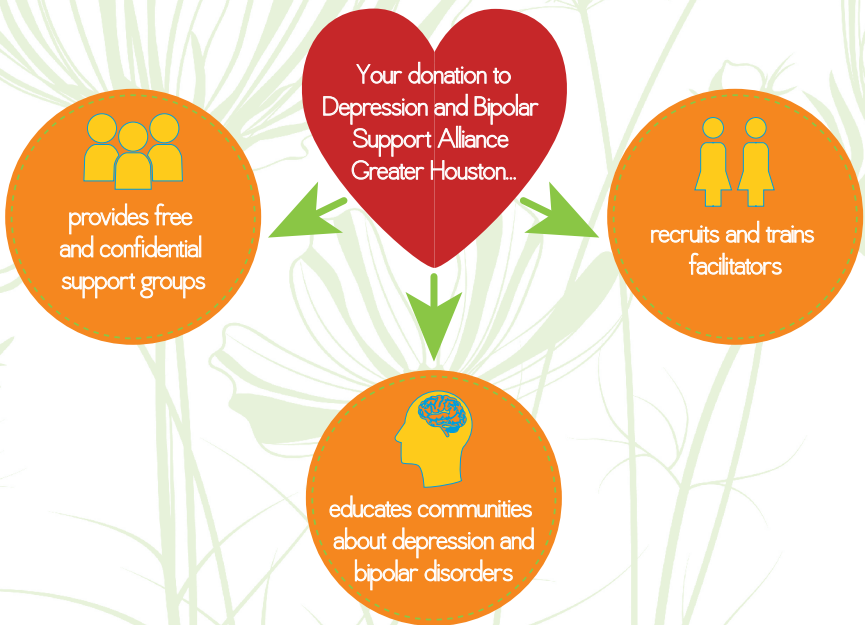 Your donation to
Depression and Bipolar
Support Alliance
Greater Houston...
provides free
and confidential
support groups
recruits and trains
facilitators
educates communities
about depression and
bipolar disorders